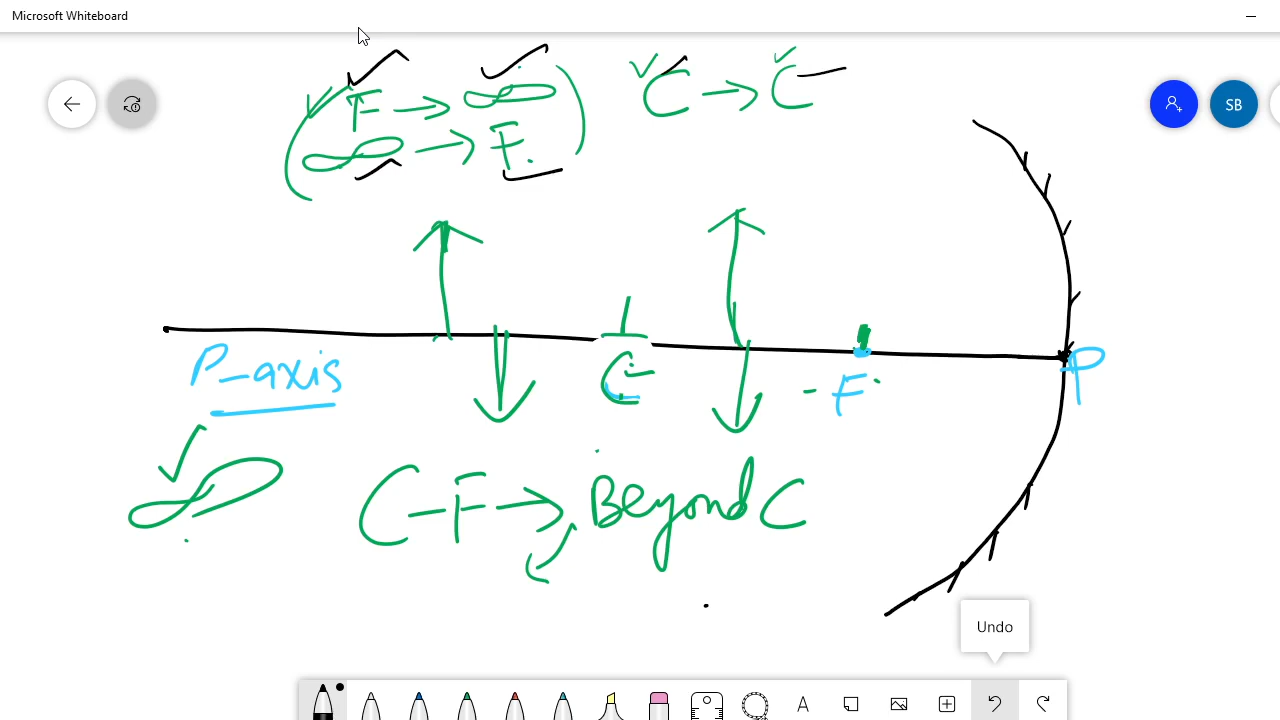 Microsoft Whiteboard
F → ∞ C → C
∞ → F.
SB
C
P-axis
F
P
∞
C-F → Beyond C
Undo
A